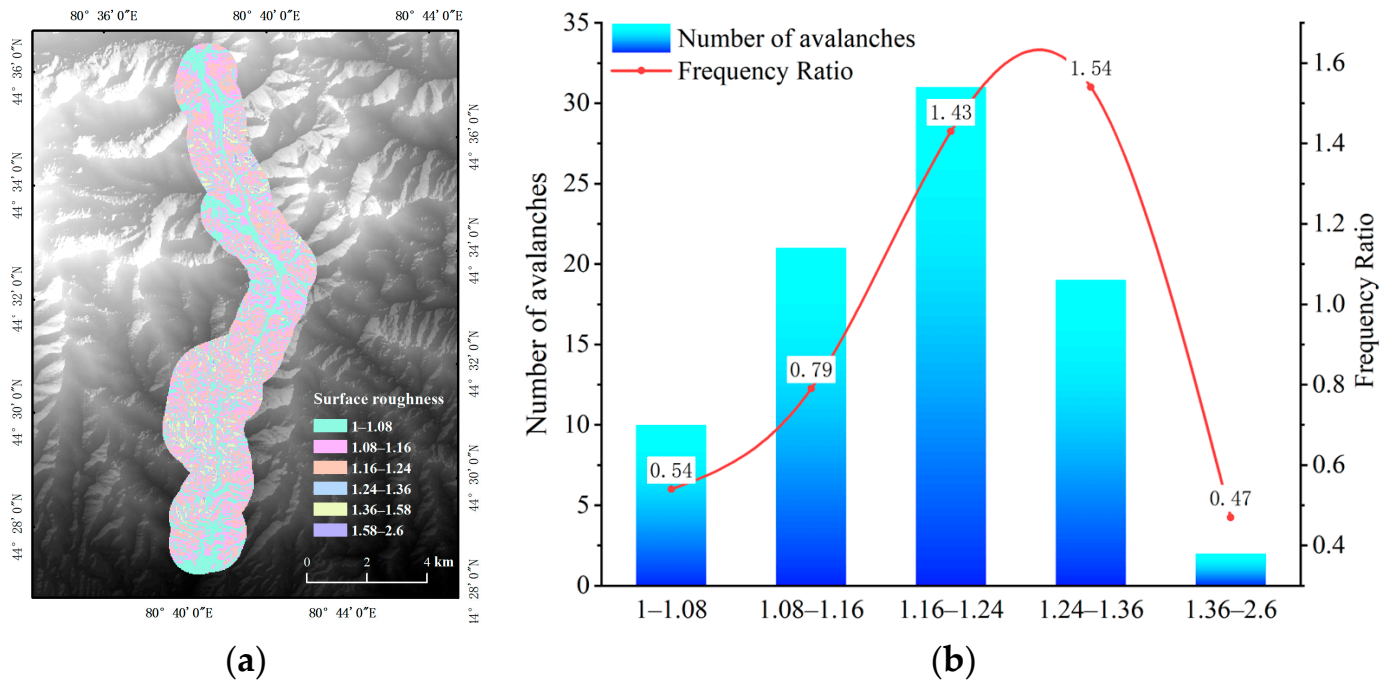 80° 36′ 0″E
80° 40′ 0″E
80° 44′ 0″E
44° 36′ 0″N
44° 34′ 0″N
44° 32′ 0″N
44° 30′ 0″N
44° 28′ 0″N
44° 36′ 0″N
44° 34′ 0″N
44° 32′ 0″N
44° 30′ 0″N
14° 28′ 0″N
Surface roughness
1–1.08
1.08–1.16
1.16–1.24
1.24–1.36
1.36–1.58
1.58–2.6
0 2 4 km
80° 40′ 0″E
80° 44′ 0″E
(a)
Number of avalanches
35
30
25
20
15
10
5
0
Number of avalanches
Frequency Ratio
0.54
0.79
1.43
1.54
0.47
1–1.08
1.08–1.16
1.16–1.24
1.24–1.36
1.36–2.6
1.6
1.4
1.2
1.0
0.8
0.6
0.4
Frequency Ratio
(b)